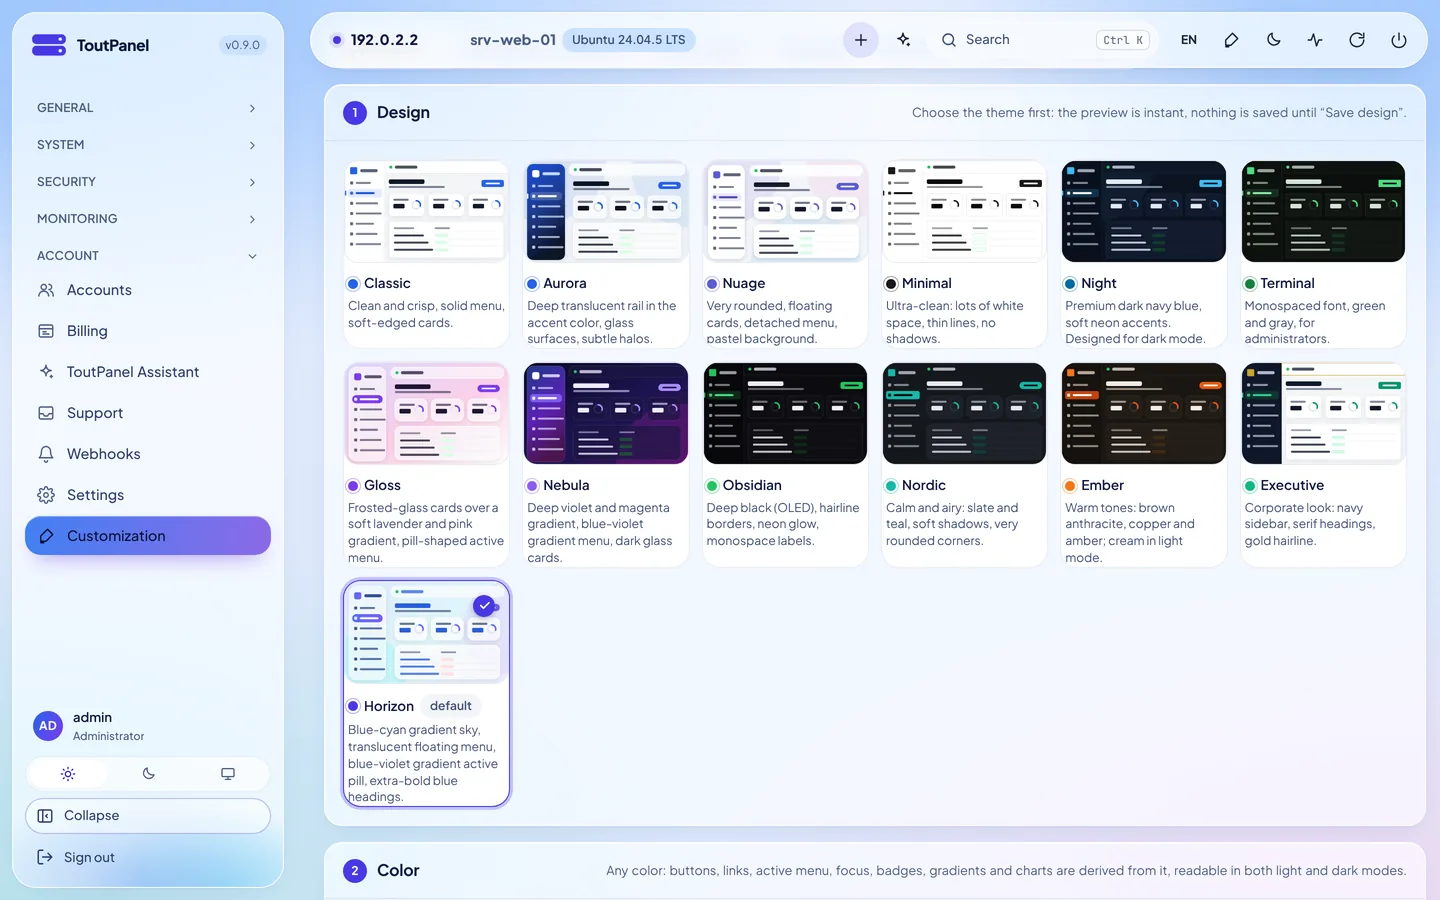 ToutPanel
v0.9.0
GENERAL
SYSTEM
SECURITY
MONITORING
ACCOUNT
Accounts
Billing
ToutPanel Assistant
Support
Webhooks
Settings
Customization
AD
admin
Administrator
Collapse
Sign out
192.0.2.2
srv-web-01
Ubuntu 24.04.5 LTS
Search
Ctrl K
EN
1
Design
Choose the theme first: the preview is instant, nothing is saved until “Save design”.
Classic
Clean and crisp, solid menu,
soft-edged cards.
Aurora
Deep translucent rail in the
accent color, glass
surfaces, subtle halos.
Nuage
Very rounded, floating
cards, detached menu,
pastel background.
Minimal
Ultra-clean: lots of white
space, thin lines, no
shadows.
Night
Premium dark navy blue,
soft neon accents.
Designed for dark mode.
Terminal
Monospaced font, green
and gray, for
administrators.
Gloss
Frosted-glass cards over a
soft lavender and pink
gradient, pill-shaped active
menu.
Nebula
Deep violet and magenta
gradient, blue-violet
gradient menu, dark glass
cards.
Obsidian
Deep black (OLED), hairline
borders, neon glow,
monospace labels.
Nordic
Calm and airy: slate and
teal, soft shadows, very
rounded corners.
Ember
Warm tones: brown
anthracite, copper and
amber; cream in light
mode.
Executive
Corporate look: navy
sidebar, serif headings,
gold hairline.
Horizon
default
Blue-cyan gradient sky,
translucent floating menu,
blue-violet gradient active
pill, extra-bold blue
headings.
2
Color
Any color: buttons, links, active menu, focus, badges, gradients and charts are derived from it, readable in both light and dark modes.